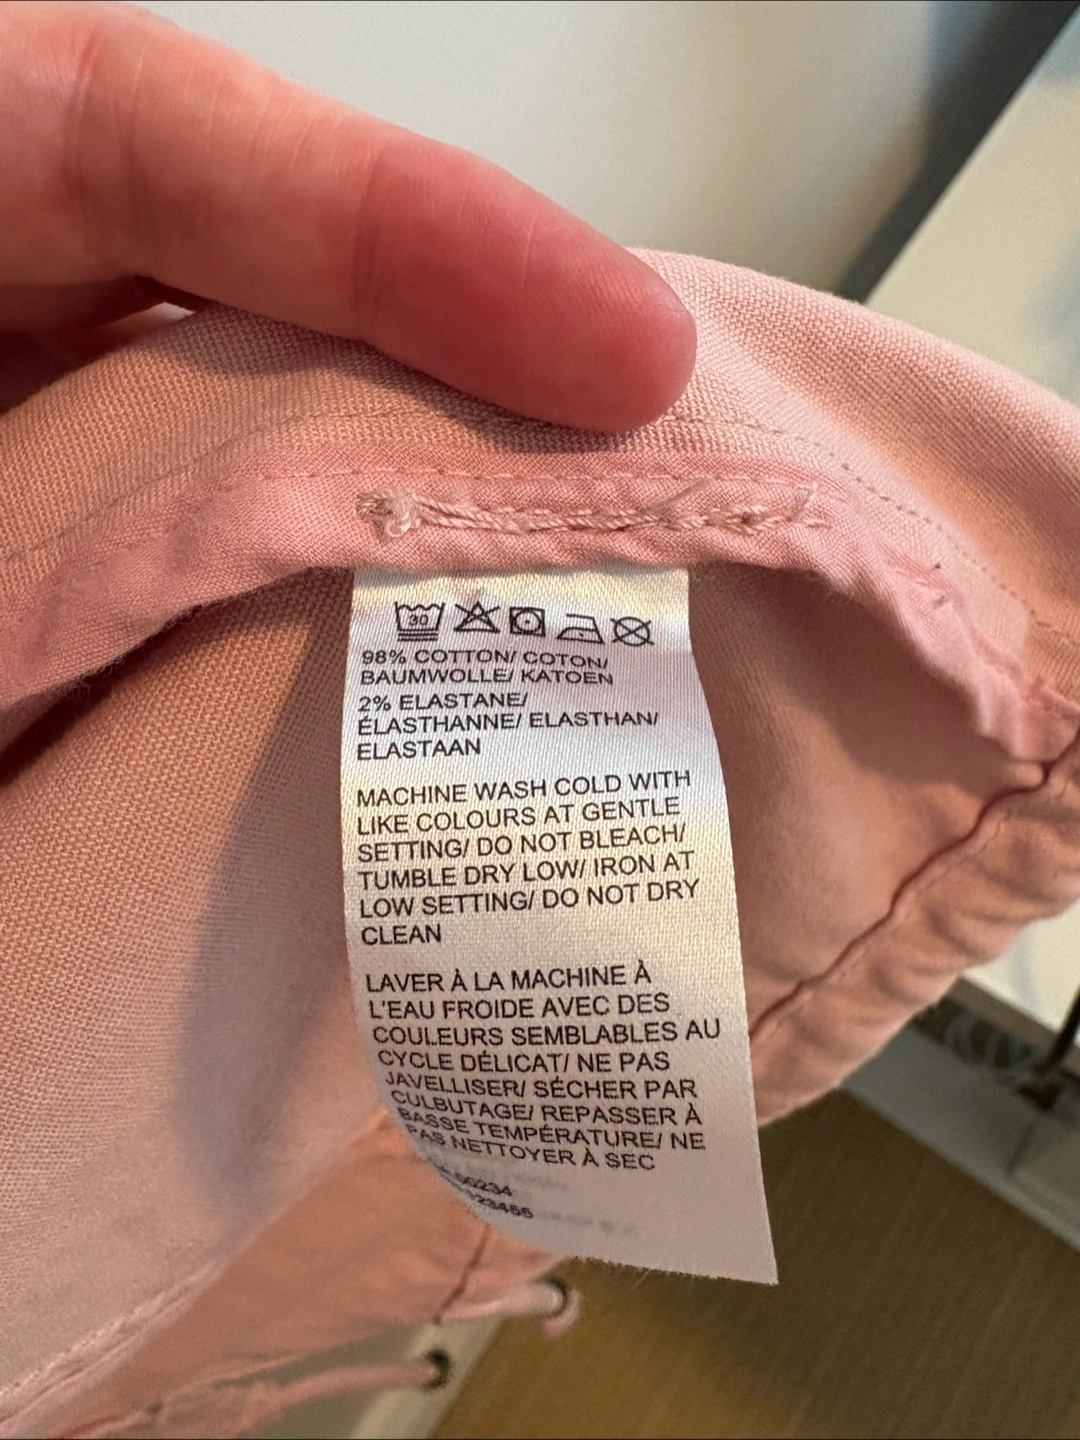 30
98% COTTON/ COTON/
BAUMWOLLE/ KATOEN
2% ELASTANE/
ÉLASTHANNE/ ELASTHAN/
ELASTAAN
MACHINE WASH COLD WITH
LIKE COLOURS AT GENTLE
SETTING/ DO NOT BLEACH/
TUMBLE DRY LOW/ IRON AT
LOW SETTING/ DO NOT DRY
CLEAN
LAVER À LA MACHINE À
L'EAU FROIDE AVEC DES
COULEURS SEMBLABLES AU
CYCLE DÉLICAT/ NE PAS
JAVELLISER/ SÉCHER PAR
CULBUTAGE/ REPASSER À
BASSE TEMPÉRATURE/ NE
PAS NETTOYER À SEC